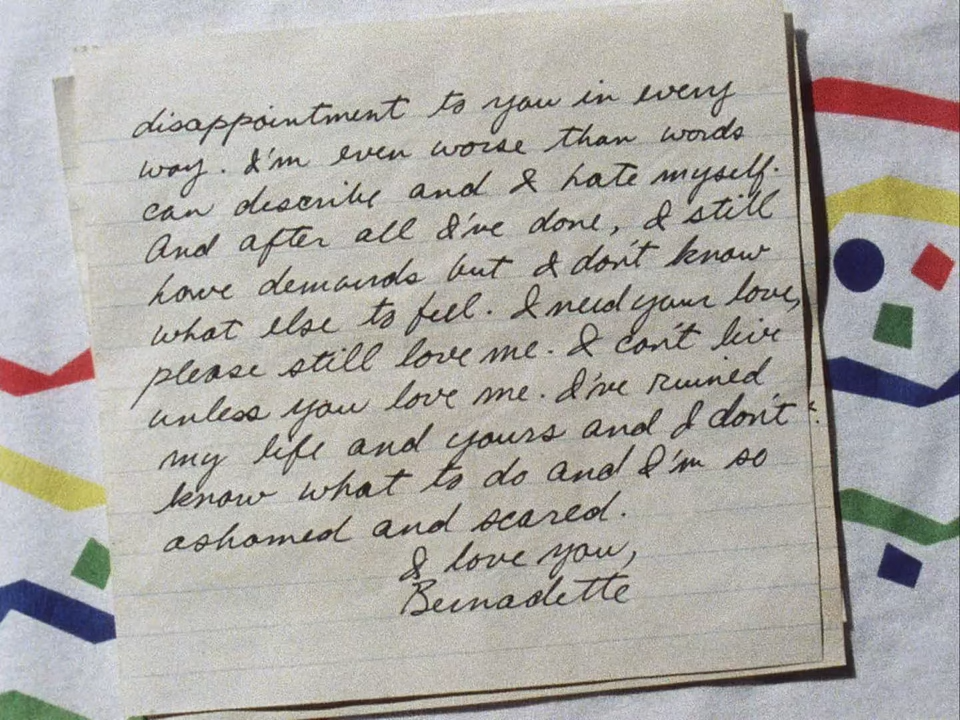 disappointment to you in every
way. I'm even worse than words
can describe and I hate myself.
And after all I've done, I still
have demands but I don't know
what else to feel. I need your love,
please still love me. I can't live
unless you love me. I've ruined
my life and yours and I don't
know what to do and I'm so
ashamed and scared.
I love you,
Bernadette